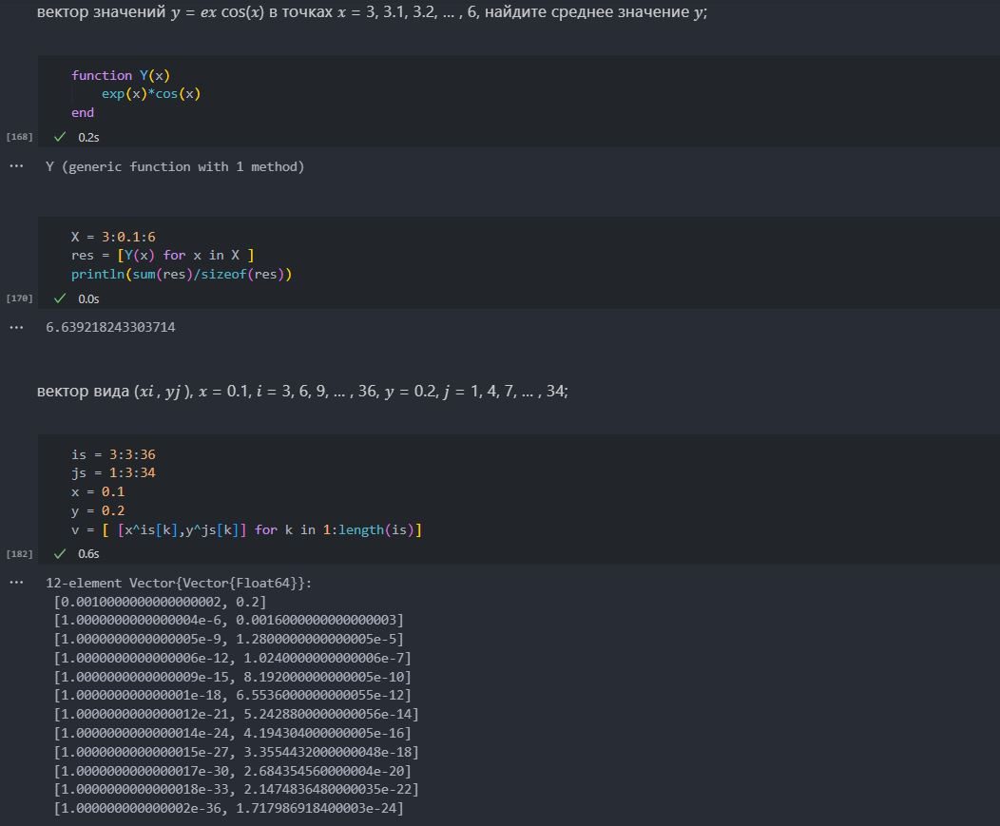 вектор значений y = ex cos(x) в точках x = 3, 3.1, 3.2, ... , 6, найдите среднее значение y;
function Y(x)
exp(x)*cos(x)
end
[168] ✓ 0.2s
... Y (generic function with 1 method)
X = 3:0.1:6
res = [Y(x) for x in X ]
println(sum(res)/sizeof(res))
[170] ✓ 0.0s
... 6.639218243303714
вектор вида (xi , yj ), x = 0.1, i = 3, 6, 9, ... , 36, y = 0.2, j = 1, 4, 7, ... , 34;
is = 3:3:36
js = 1:3:34
x = 0.1
y = 0.2
v = [ [x^is[k],y^js[k]] for k in 1:length(is)]
[182] ✓ 0.6s
... 12-element Vector{Vector{Float64}}:
[0.0010000000000000002, 0.2]
[1.0000000000000004e-6, 0.0016000000000000003]
[1.0000000000000005e-9, 1.2800000000000005e-5]
[1.0000000000000006e-12, 1.0240000000000006e-7]
[1.0000000000000009e-15, 8.192000000000005e-10]
[1.000000000000001e-18, 6.5536000000000055e-12]
[1.0000000000000012e-21, 5.2428800000000056e-14]
[1.0000000000000014e-24, 4.194304000000005e-16]
[1.0000000000000015e-27, 3.3554432000000048e-18]
[1.0000000000000017e-30, 2.684354560000004e-20]
[1.0000000000000018e-33, 2.1474836480000035e-22]
[1.000000000000002e-36, 1.717986918400003e-24]